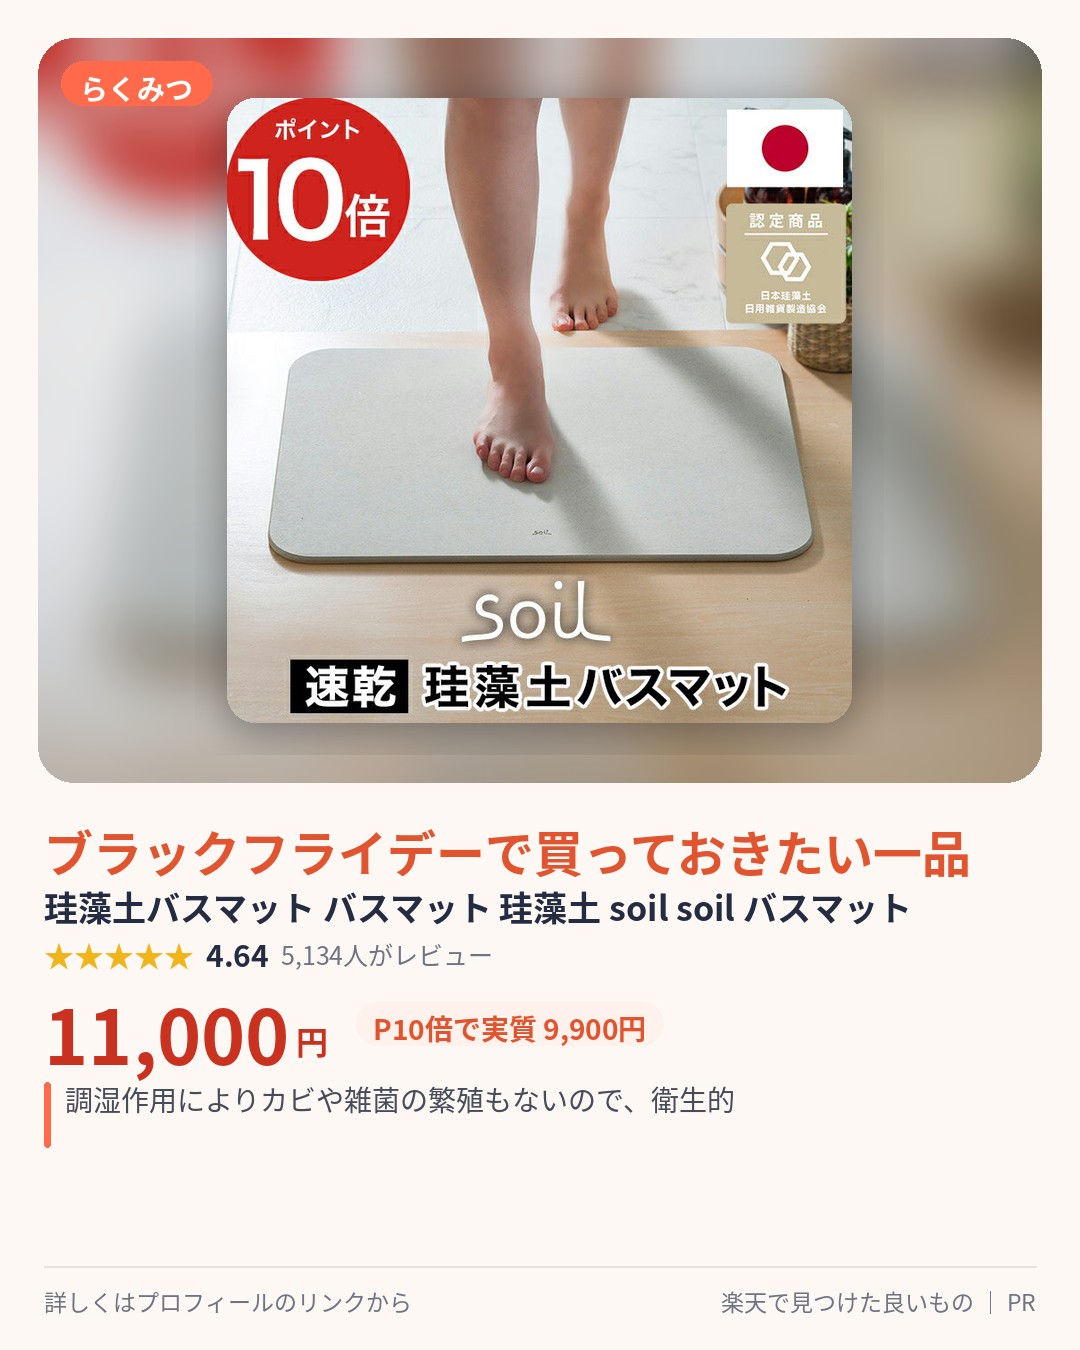 らくみつ
ポイント
10倍
認定商品
日本珪藻土
日用雑貨製造協会
soil
soil
速乾 珪藻土バスマット
ブラックフライデーで買っておきたい一品
珪藻土バスマット バスマット 珪藻土 soil soil バスマット
★★★★★ 4.64 5,134人がレビュー
11,000円 P10倍で実質 9,900円
調湿作用によりカビや雑菌の繁殖もないので、衛生的
詳しくはプロフィールのリンクから
楽天で見つけた良いもの | PR